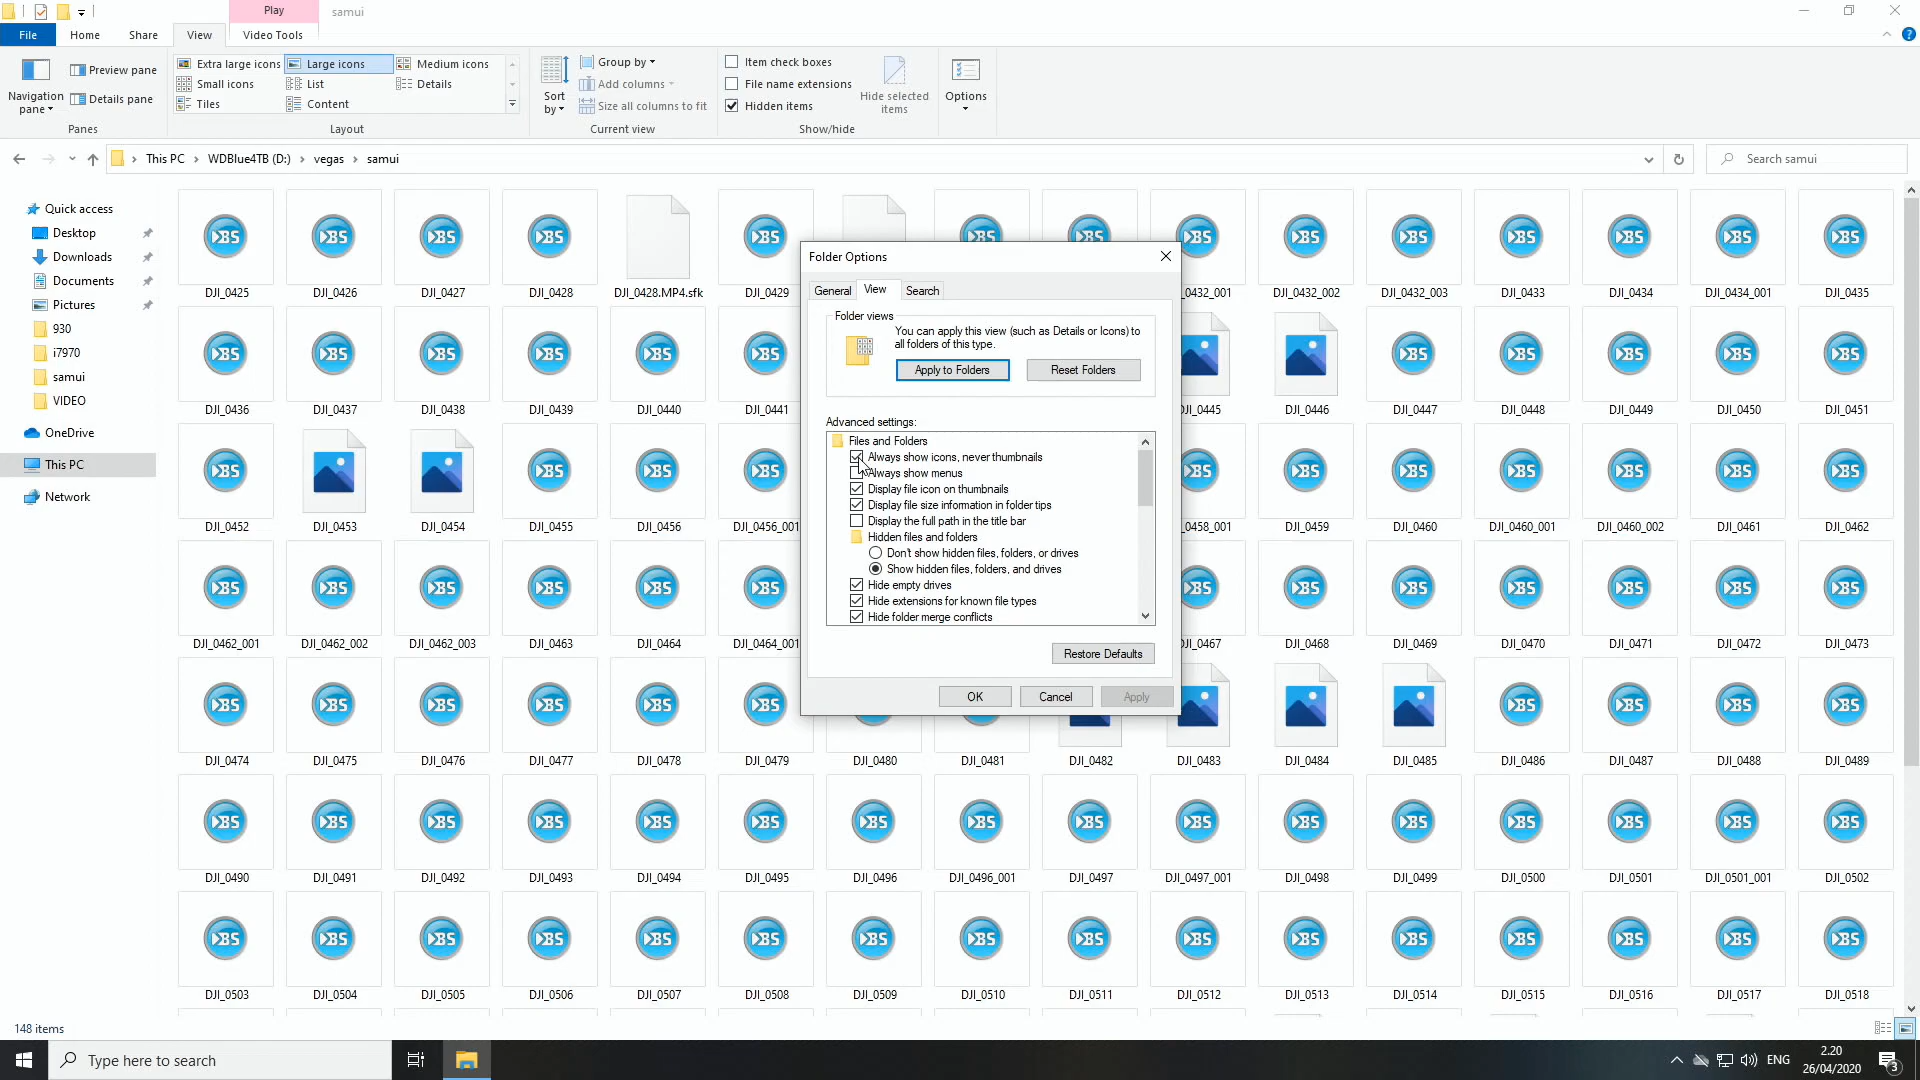 Play
samui
File
Home
Share
View
Video Tools
Navigation pane
Preview pane
Details pane
Panes
Extra large icons
Large icons
Medium icons
Small icons
List
Details
Tiles
Content
Layout
Sort by
Group by
Add columns
Size all columns to fit
Current view
Item check boxes
File name extensions
Hidden items
Hide selected items
Show/hide
Options
This PC
WDBlue4TB (D:)
vegas
samui
Search samui
Quick access
Desktop
Downloads
Documents
Pictures
930
i7970
samui
VIDEO
OneDrive
This PC
Network
DJI_0425 DJI_0426 DJI_0427 DJI_0428 DJI_0428.MP4.sfk DJI_0429 0432_001 DJI_0432_002 DJI_0432_003 DJI_0433 DJI_0434 DJI_0434_001 DJI_0435
DJI_0436 DJI_0437 DJI_0438 DJI_0439 DJI_0440 DJI_0441 DJI_0445 DJI_0446 DJI_0447 DJI_0448 DJI_0449 DJI_0450 DJI_0451
DJI_0452 DJI_0453 DJI_0454 DJI_0455 DJI_0456 DJI_0456_001 0458_001 DJI_0459 DJI_0460 DJI_0460_001 DJI_0460_002 DJI_0461 DJI_0462
DJI_0462_001 DJI_0462_002 DJI_0462_003 DJI_0463 DJI_0464 DJI_0464_001 DJI_0467 DJI_0468 DJI_0469 DJI_0470 DJI_0471 DJI_0472 DJI_0473
DJI_0474 DJI_0475 DJI_0476 DJI_0477 DJI_0478 DJI_0479 DJI_0480 DJI_0481 DJI_0482 DJI_0483 DJI_0484 DJI_0485 DJI_0486 DJI_0487 DJI_0488 DJI_0489
DJI_0490 DJI_0491 DJI_0492 DJI_0493 DJI_0494 DJI_0495 DJI_0496 DJI_0496_001 DJI_0497 DJI_0497_001 DJI_0498 DJI_0499 DJI_0500 DJI_0501 DJI_0501_001 DJI_0502
DJI_0503 DJI_0504 DJI_0505 DJI_0506 DJI_0507 DJI_0508 DJI_0509 DJI_0510 DJI_0511 DJI_0512 DJI_0513 DJI_0514 DJI_0515 DJI_0516 DJI_0517 DJI_0518
Folder Options
General
View
Search
Folder views
You can apply this view (such as Details or Icons) to
all folders of this type.
Apply to Folders
Reset Folders
Advanced settings:
Files and Folders
Always show icons, never thumbnails
Always show menus
Display file icon on thumbnails
Display file size information in folder tips
Display the full path in the title bar
Hidden files and folders
Don't show hidden files, folders, or drives
Show hidden files, folders, and drives
Hide empty drives
Hide extensions for known file types
Hide folder merge conflicts
Restore Defaults
OK
Cancel
Apply
148 items
Type here to search
ENG
2.20
26/04/2020
3